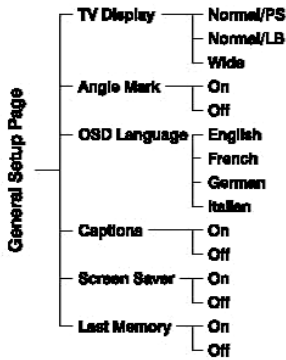 General Setup Page
TV Display
Normal/PS
Normal/LB
Wide
Angle Mark
On
Off
OSD Language
English
French
German
Italian
Captions
On
Off
Screen Saver
On
Off
Last Memory
On
Off